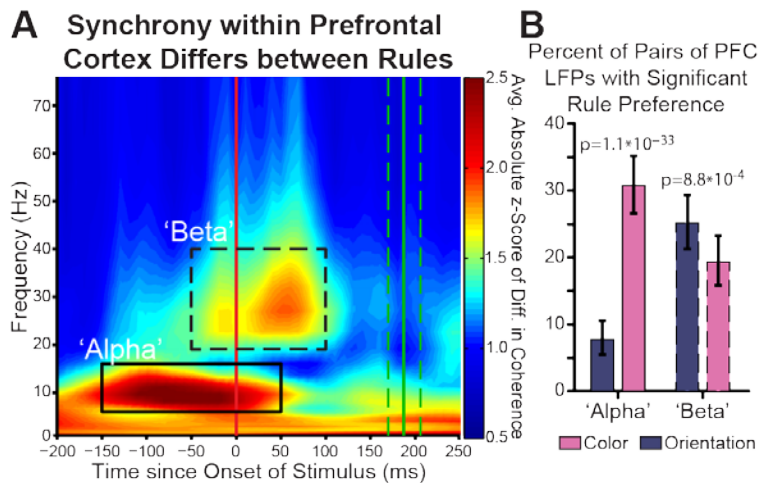 A
Synchrony within Prefrontal
Cortex Differs between Rules
Frequency (Hz)
70
60
50
40
30
20
10
0
'Beta'
'Alpha'
-200 -150 -100 -50 0 50 100 150 200 250
Time since Onset of Stimulus (ms)
2.5
2.0
1.5
1.0
0.5
Avg. Absolute z-Score of Diff. in Coherence
B
Percent of Pairs of PFC
LFPs with Significant
Rule Preference
40
30
20
10
0
p=1.1*10⁻³³
p=8.8*10⁻⁴
'Alpha' 'Beta'
Color Orientation